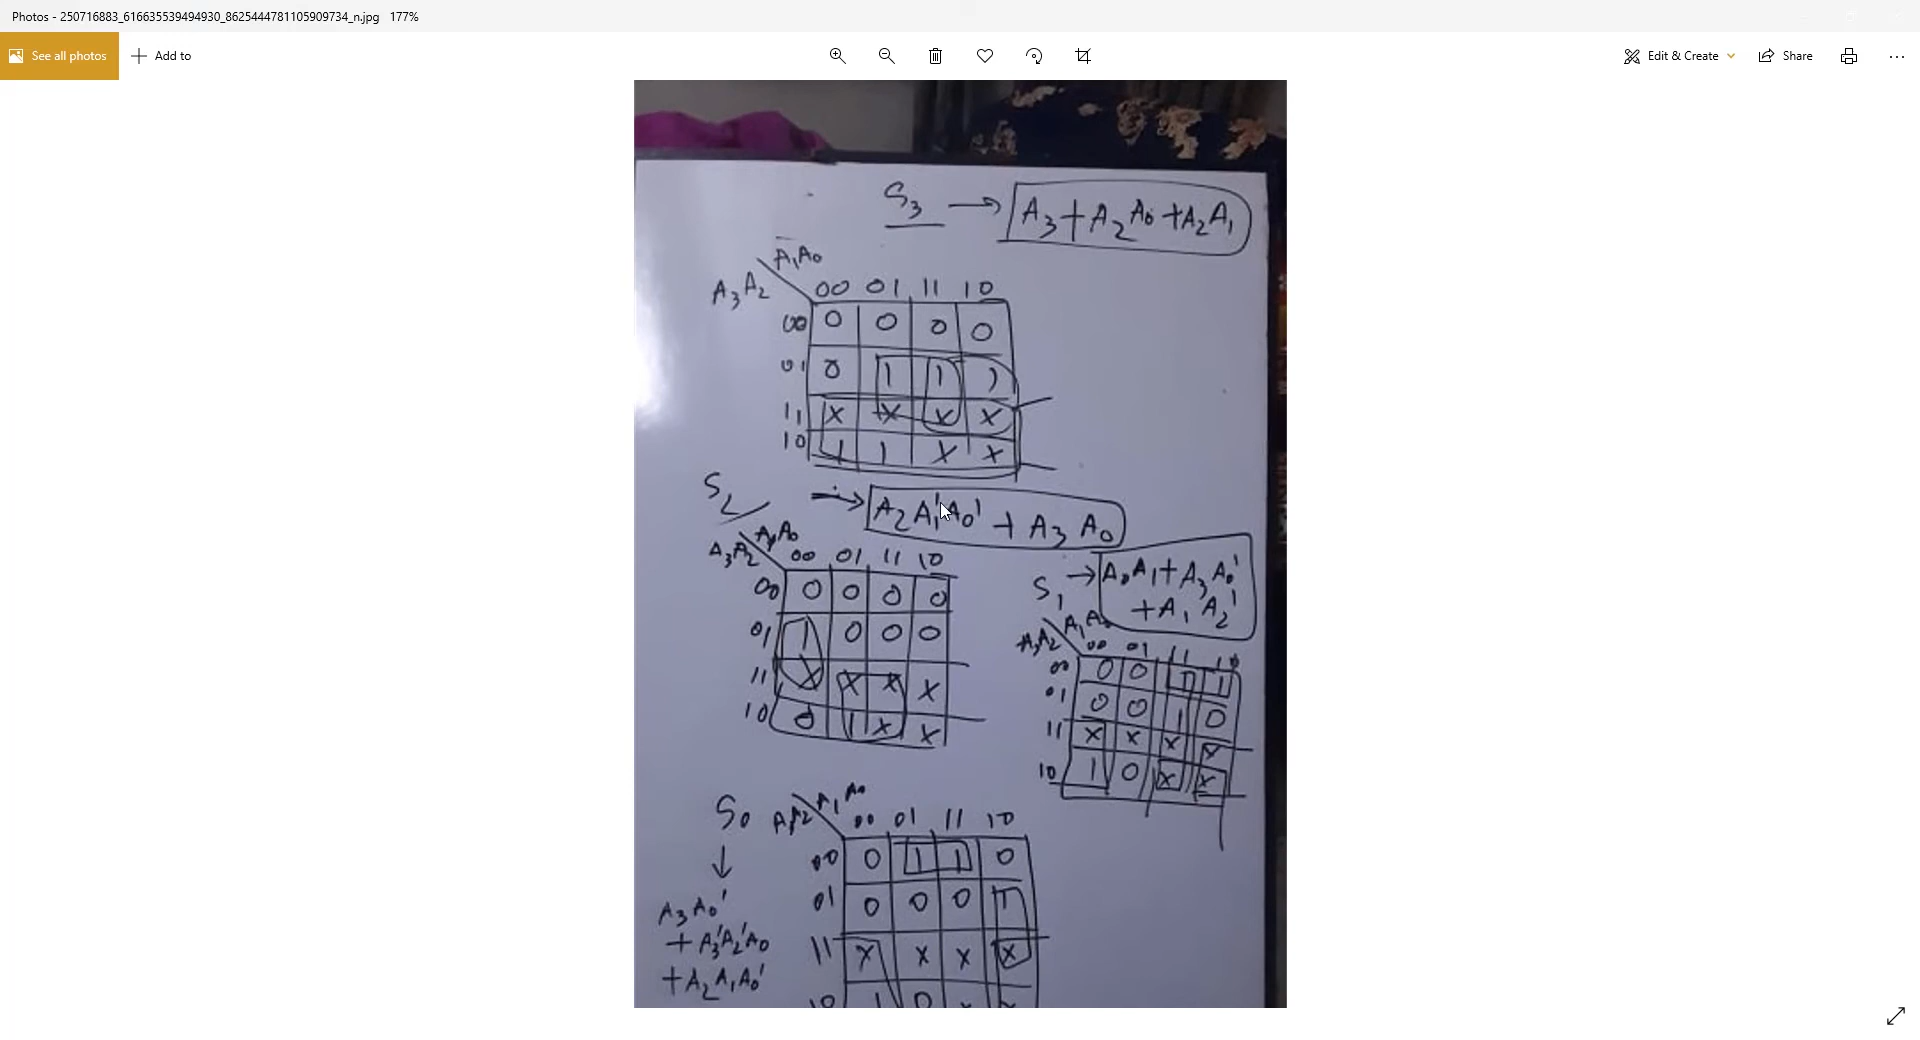 Photos - 250716883_616635539494930_8625444781105909734_n.jpg 177%
See all photos
Add to
Edit & Create
Share
S3 → A3+A2A0+A2A1
A1A0
A3A2
00 01 11 10
00 0 0 0 0
01 0 1 1 1
11 X X X X
10 1 1 X X
S2 → A2A1'A0' + A3 A0
A1A0
A3A2 00 01 11 10
00 0 0 0 0
01 1 0 0 0
11 X X X X
10 0 1 X X
S1 → A0A1+A3A0'
+A1A2'
A1A0
A3A2 00 01 11 10
00 0 0 1 1
01 0 0 1 0
11 X X X X
10 1 0 X X
S0
↓
A3A0'
+A3'A2'A0
+A2A1A0'
A1A0
A3A2 00 01 11 10
00 0 1 1 0
01 0 0 0 1
11 X X X X
10 1 0